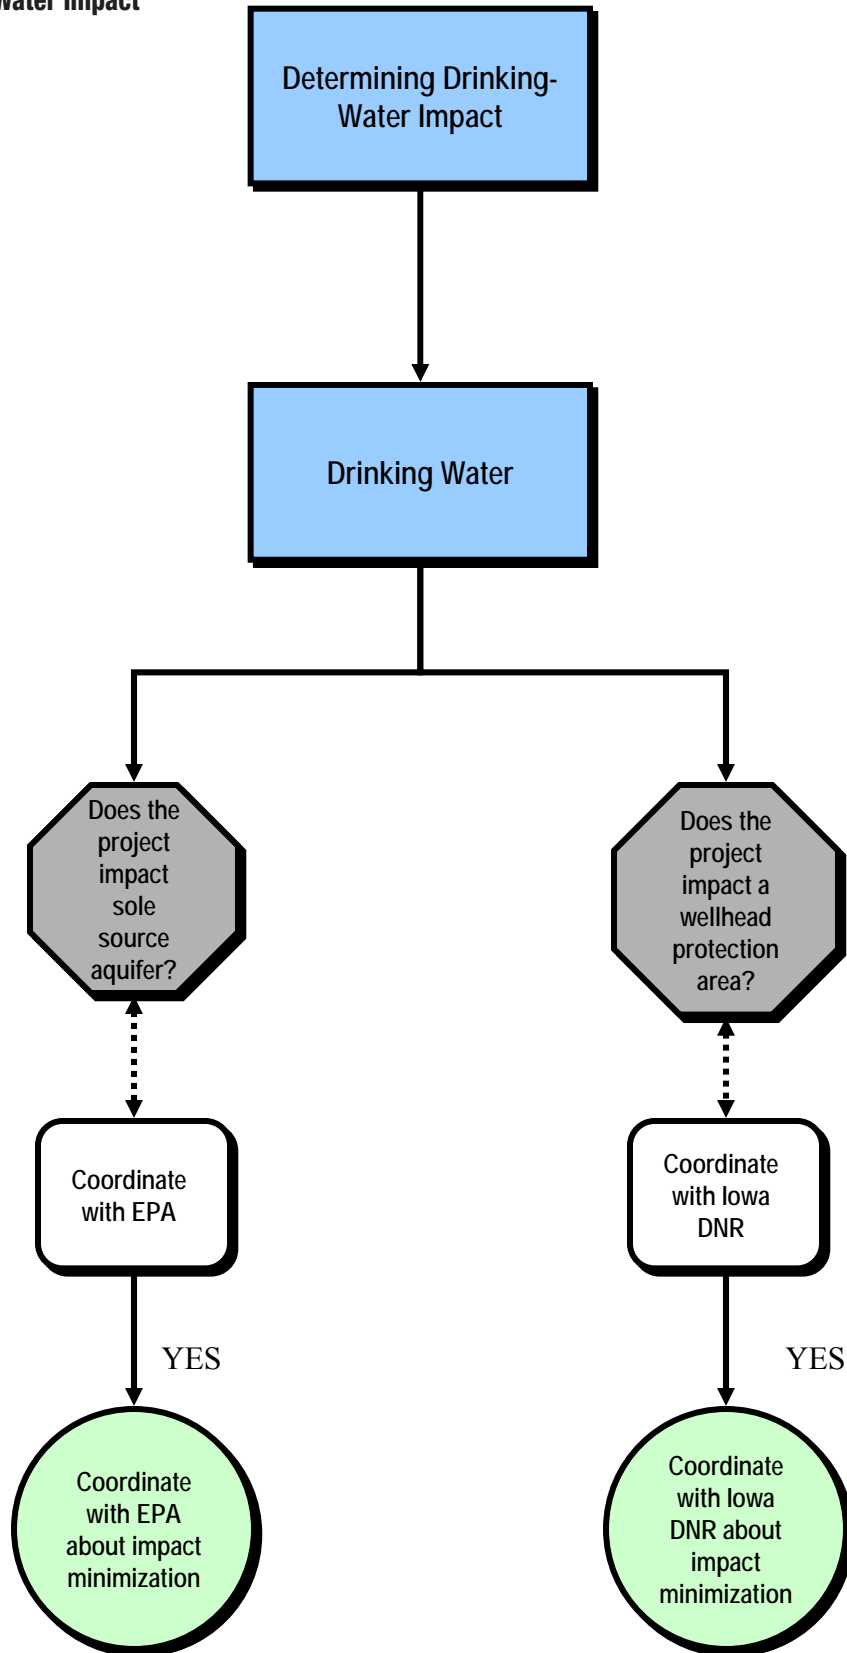 Water Impact
Determining Drinking-
Water Impact
Drinking Water
Does the
project
impact
sole
source
aquifer?
Does the
project
impact a
wellhead
protection
area?
Coordinate
with EPA
Coordinate
with Iowa
DNR
YES
YES
Coordinate
with EPA
about impact
minimization
Coordinate
with Iowa
DNR about
impact
minimization